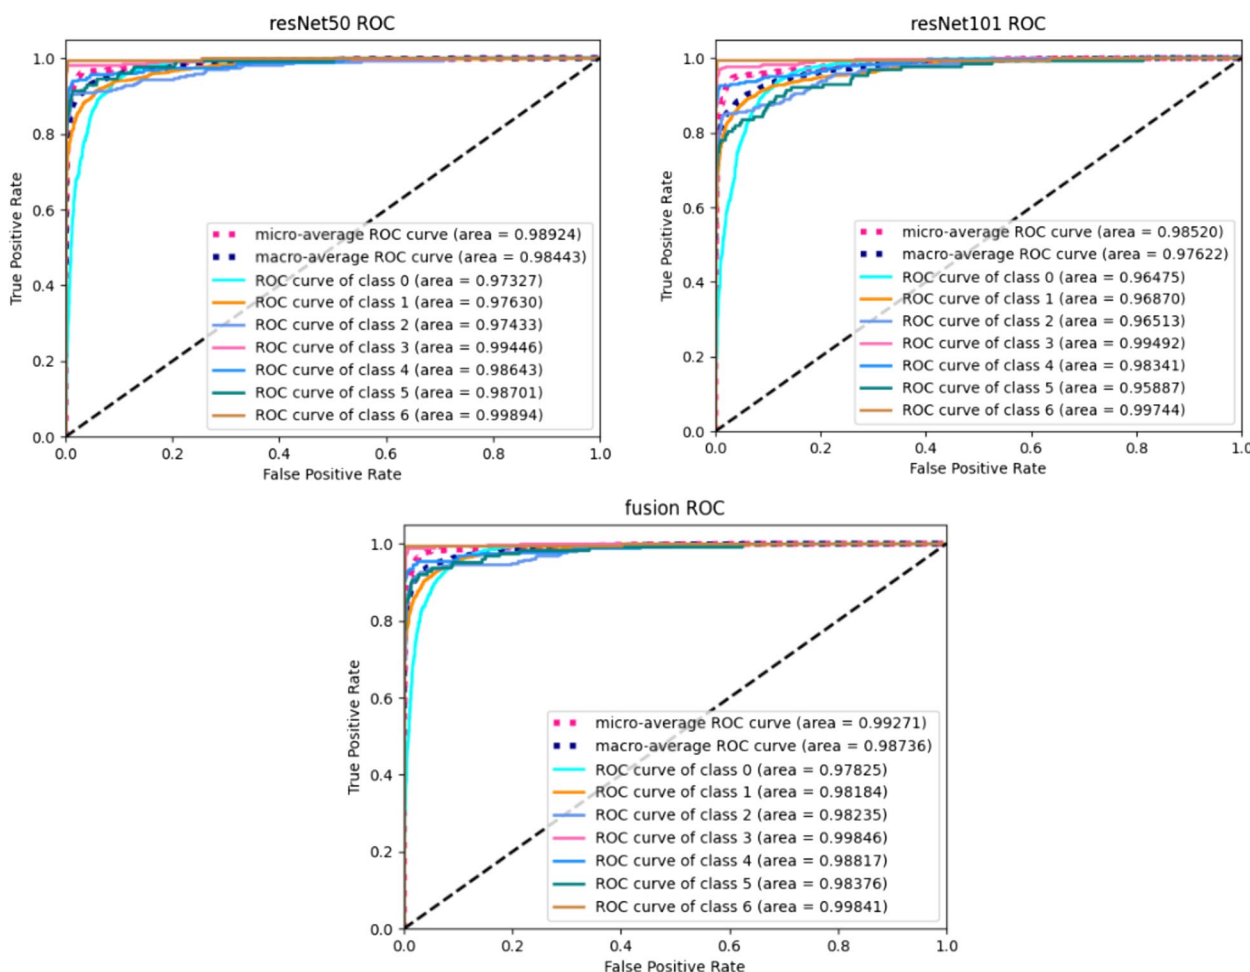 resNet50 ROC
1.0
0.8
0.6
0.4
0.2
0.0
True Positive Rate
micro-average ROC curve (area = 0.98924)
macro-average ROC curve (area = 0.98443)
ROC curve of class 0 (area = 0.97327)
ROC curve of class 1 (area = 0.97630)
ROC curve of class 2 (area = 0.97433)
ROC curve of class 3 (area = 0.99446)
ROC curve of class 4 (area = 0.98643)
ROC curve of class 5 (area = 0.98701)
ROC curve of class 6 (area = 0.99894)
0.0 0.2 0.4 0.6 0.8 1.0
False Positive Rate
resNet101 ROC
1.0
0.8
0.6
0.4
0.2
0.0
True Positive Rate
micro-average ROC curve (area = 0.98520)
macro-average ROC curve (area = 0.97622)
ROC curve of class 0 (area = 0.96475)
ROC curve of class 1 (area = 0.96870)
ROC curve of class 2 (area = 0.96513)
ROC curve of class 3 (area = 0.99492)
ROC curve of class 4 (area = 0.98341)
ROC curve of class 5 (area = 0.95887)
ROC curve of class 6 (area = 0.99744)
0.0 0.2 0.4 0.6 0.8 1.0
False Positive Rate
fusion ROC
1.0
0.8
0.6
0.4
0.2
0.0
True Positive Rate
micro-average ROC curve (area = 0.99271)
macro-average ROC curve (area = 0.98736)
ROC curve of class 0 (area = 0.97825)
ROC curve of class 1 (area = 0.98184)
ROC curve of class 2 (area = 0.98235)
ROC curve of class 3 (area = 0.99846)
ROC curve of class 4 (area = 0.98817)
ROC curve of class 5 (area = 0.98376)
ROC curve of class 6 (area = 0.99841)
0.0 0.2 0.4 0.6 0.8 1.0
False Positive Rate